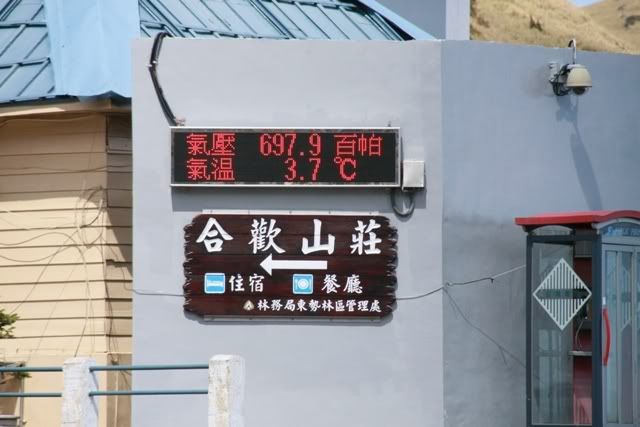 氣壓 697.9 百帕
氣溫 3.7 ℃
合歡山莊
住宿 餐廳
林務局東勢林區管理處